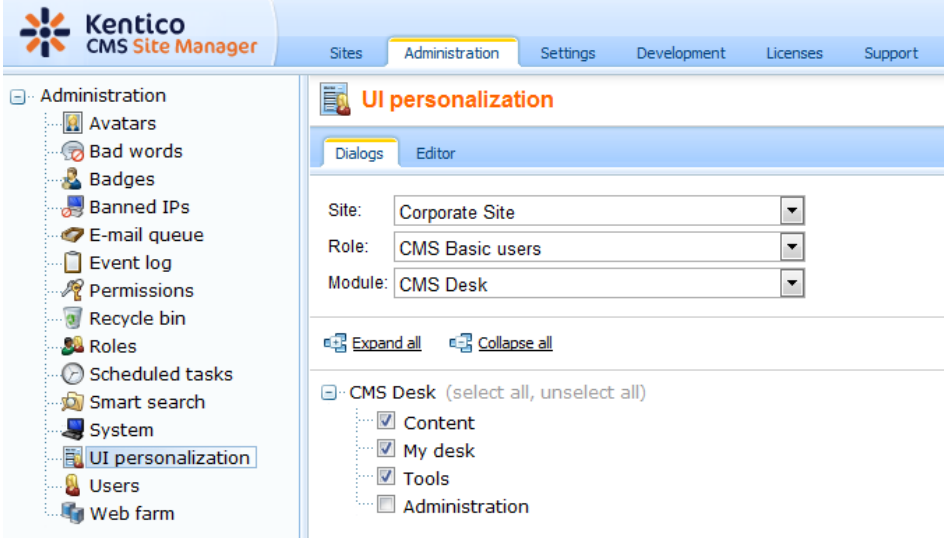 Kentico
CMS Site Manager
Sites Administration Settings Development Licenses Support
Administration
Avatars
Bad words
Badges
Banned IPs
E-mail queue
Event log
Permissions
Recycle bin
Roles
Scheduled tasks
Smart search
System
UI personalization
Users
Web farm
UI personalization
Dialogs Editor
Site: Corporate Site
Role: CMS Basic users
Module: CMS Desk
Expand all Collapse all
CMS Desk (select all, unselect all)
Content
My desk
Tools
Administration